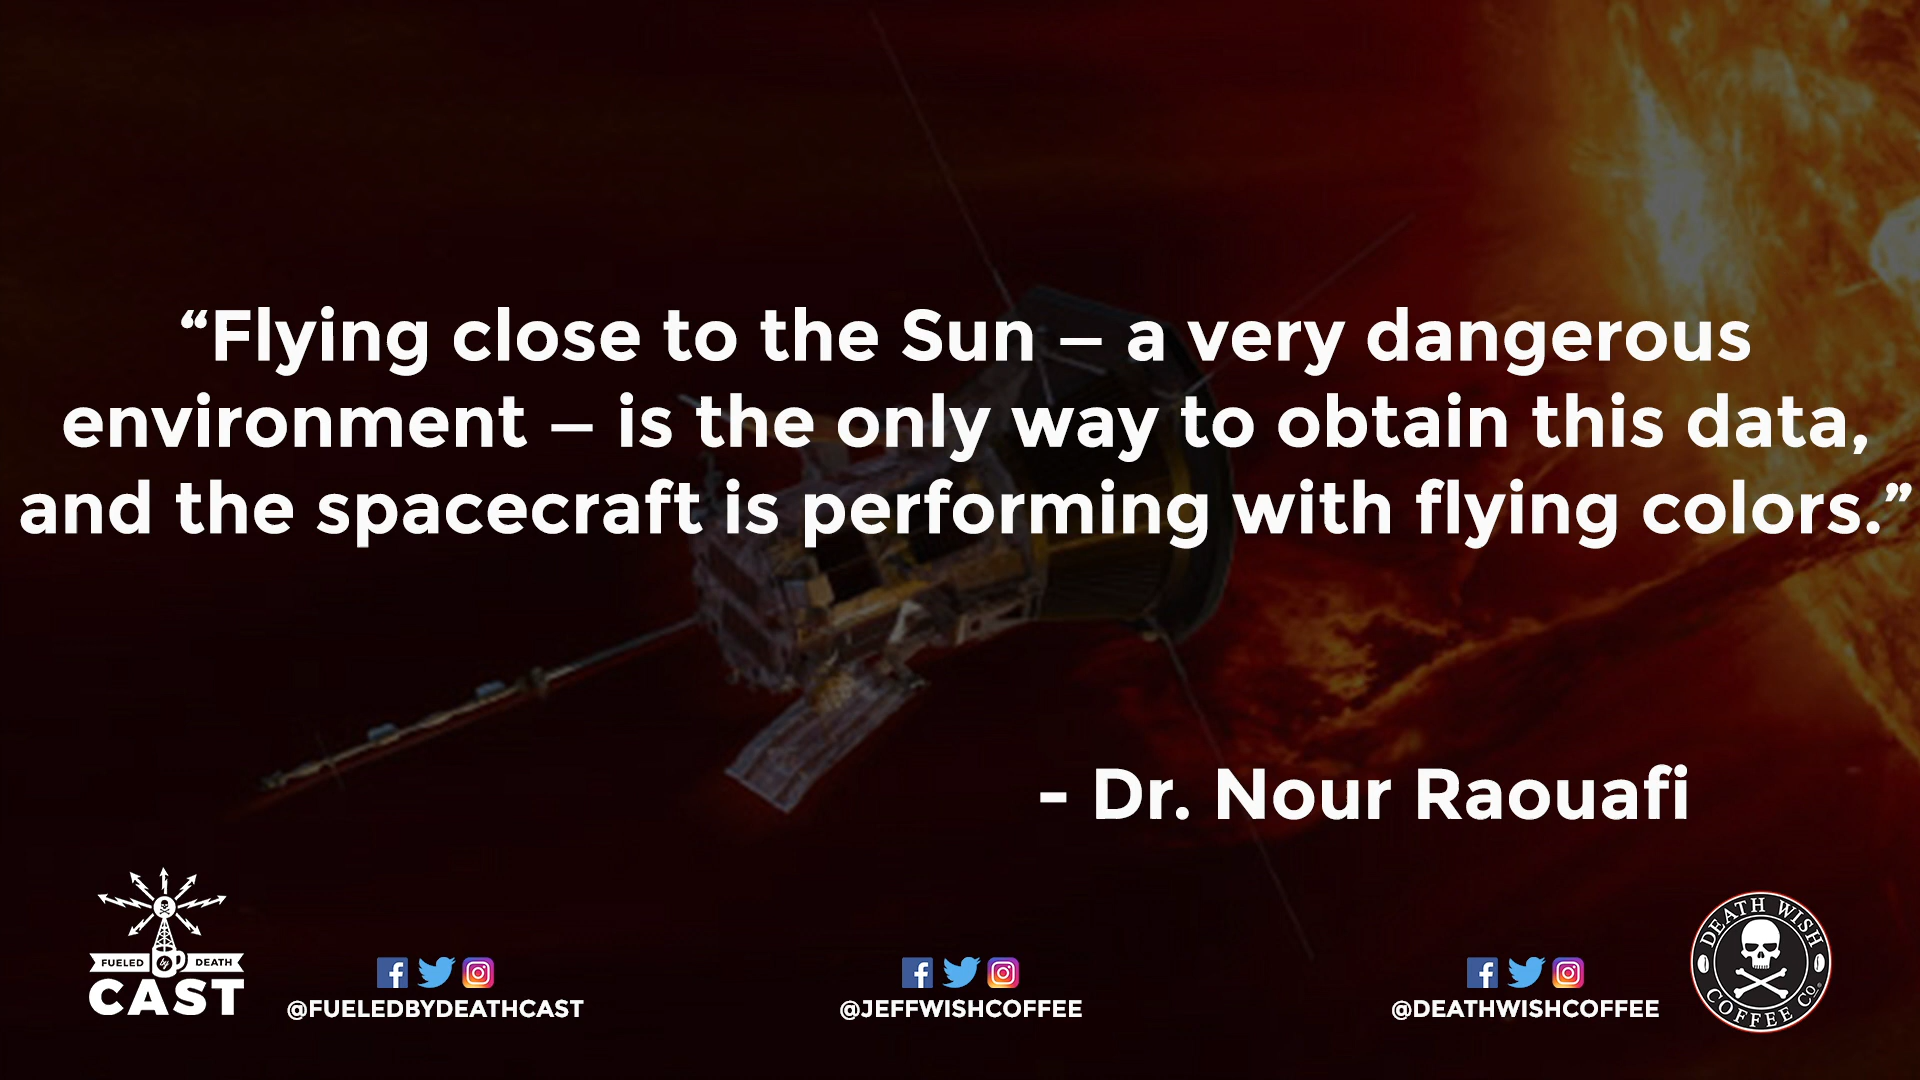 “Flying close to the Sun – a very dangerous
environment – is the only way to obtain this data,
and the spacecraft is performing with flying colors.”
- Dr. Nour Raouafi
FUELED by DEATH
CAST
@FUELEDBYDEATHCAST
@JEFFWISHCOFFEE
@DEATHWISHCOFFEE
DEATH WISH
COFFEE CO.